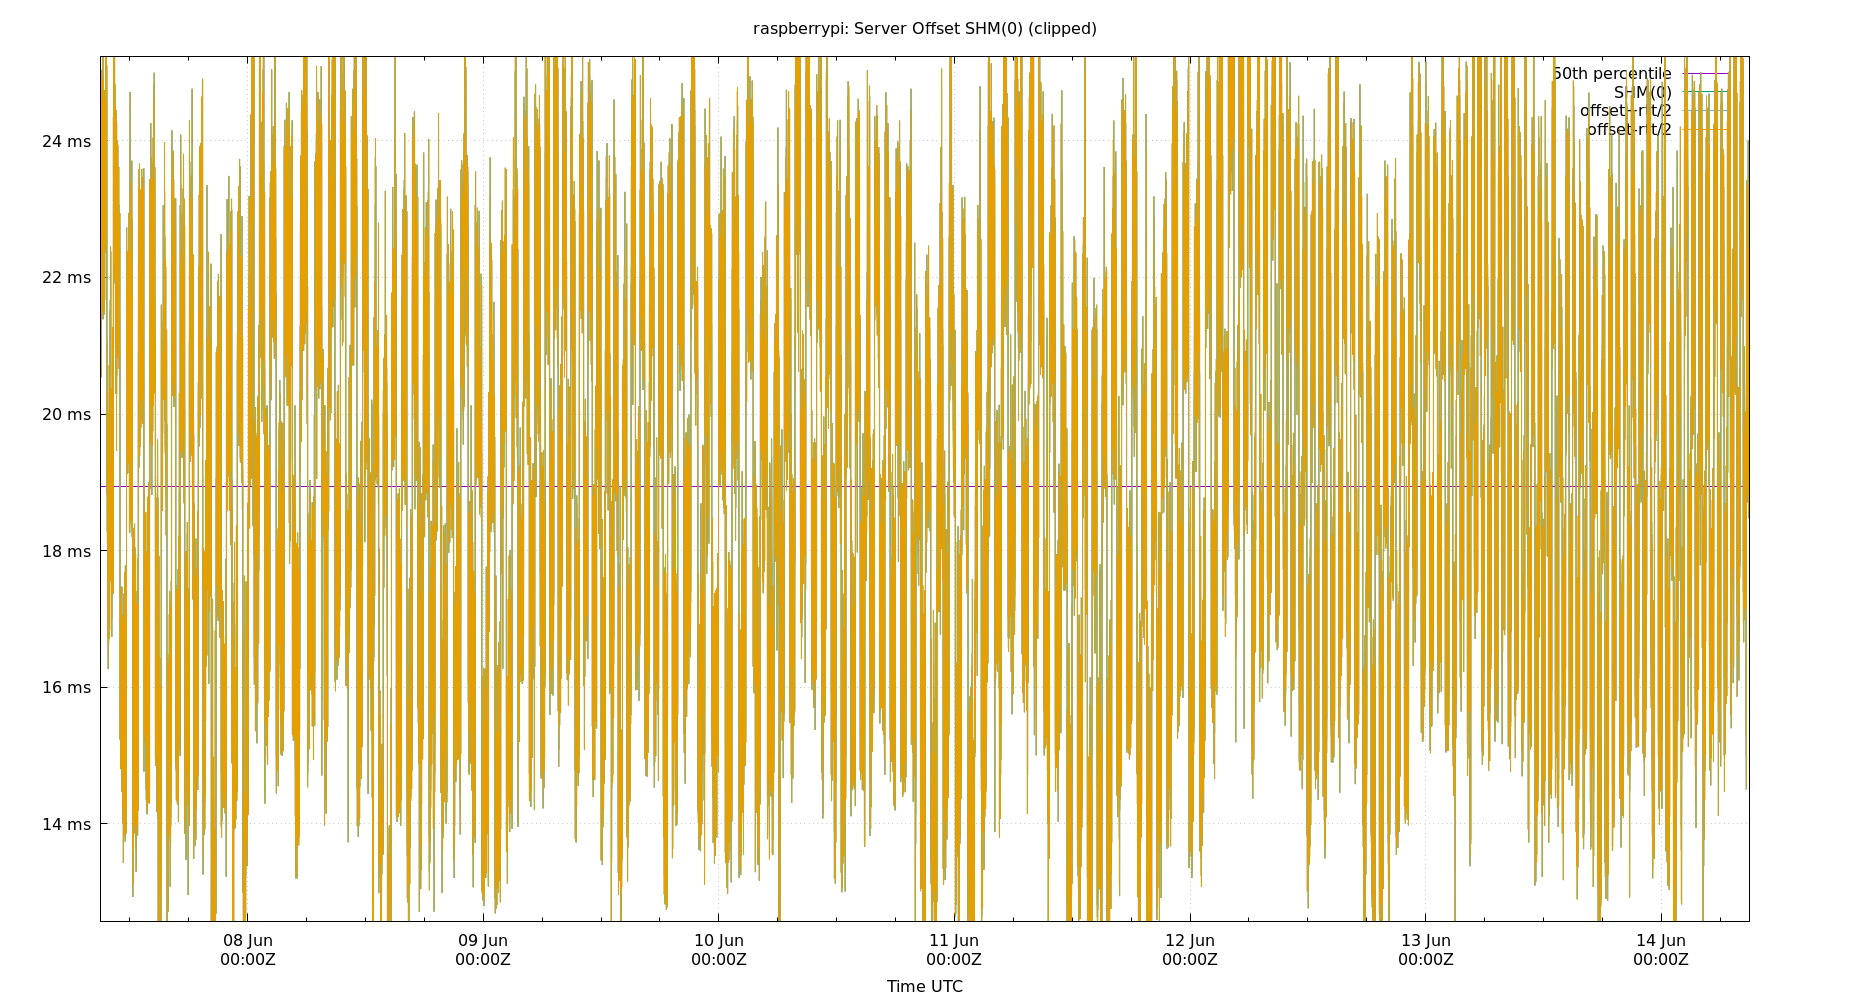 raspberrypi: Server Offset SHM(0) (clipped)
50th percentile
SHM(0)
offset+rtt/2
offset-rtt/2
24 ms
22 ms
20 ms
18 ms
16 ms
14 ms
08 Jun
00:00Z
09 Jun
00:00Z
10 Jun
00:00Z
11 Jun
00:00Z
12 Jun
00:00Z
13 Jun
00:00Z
14 Jun
00:00Z
Time UTC